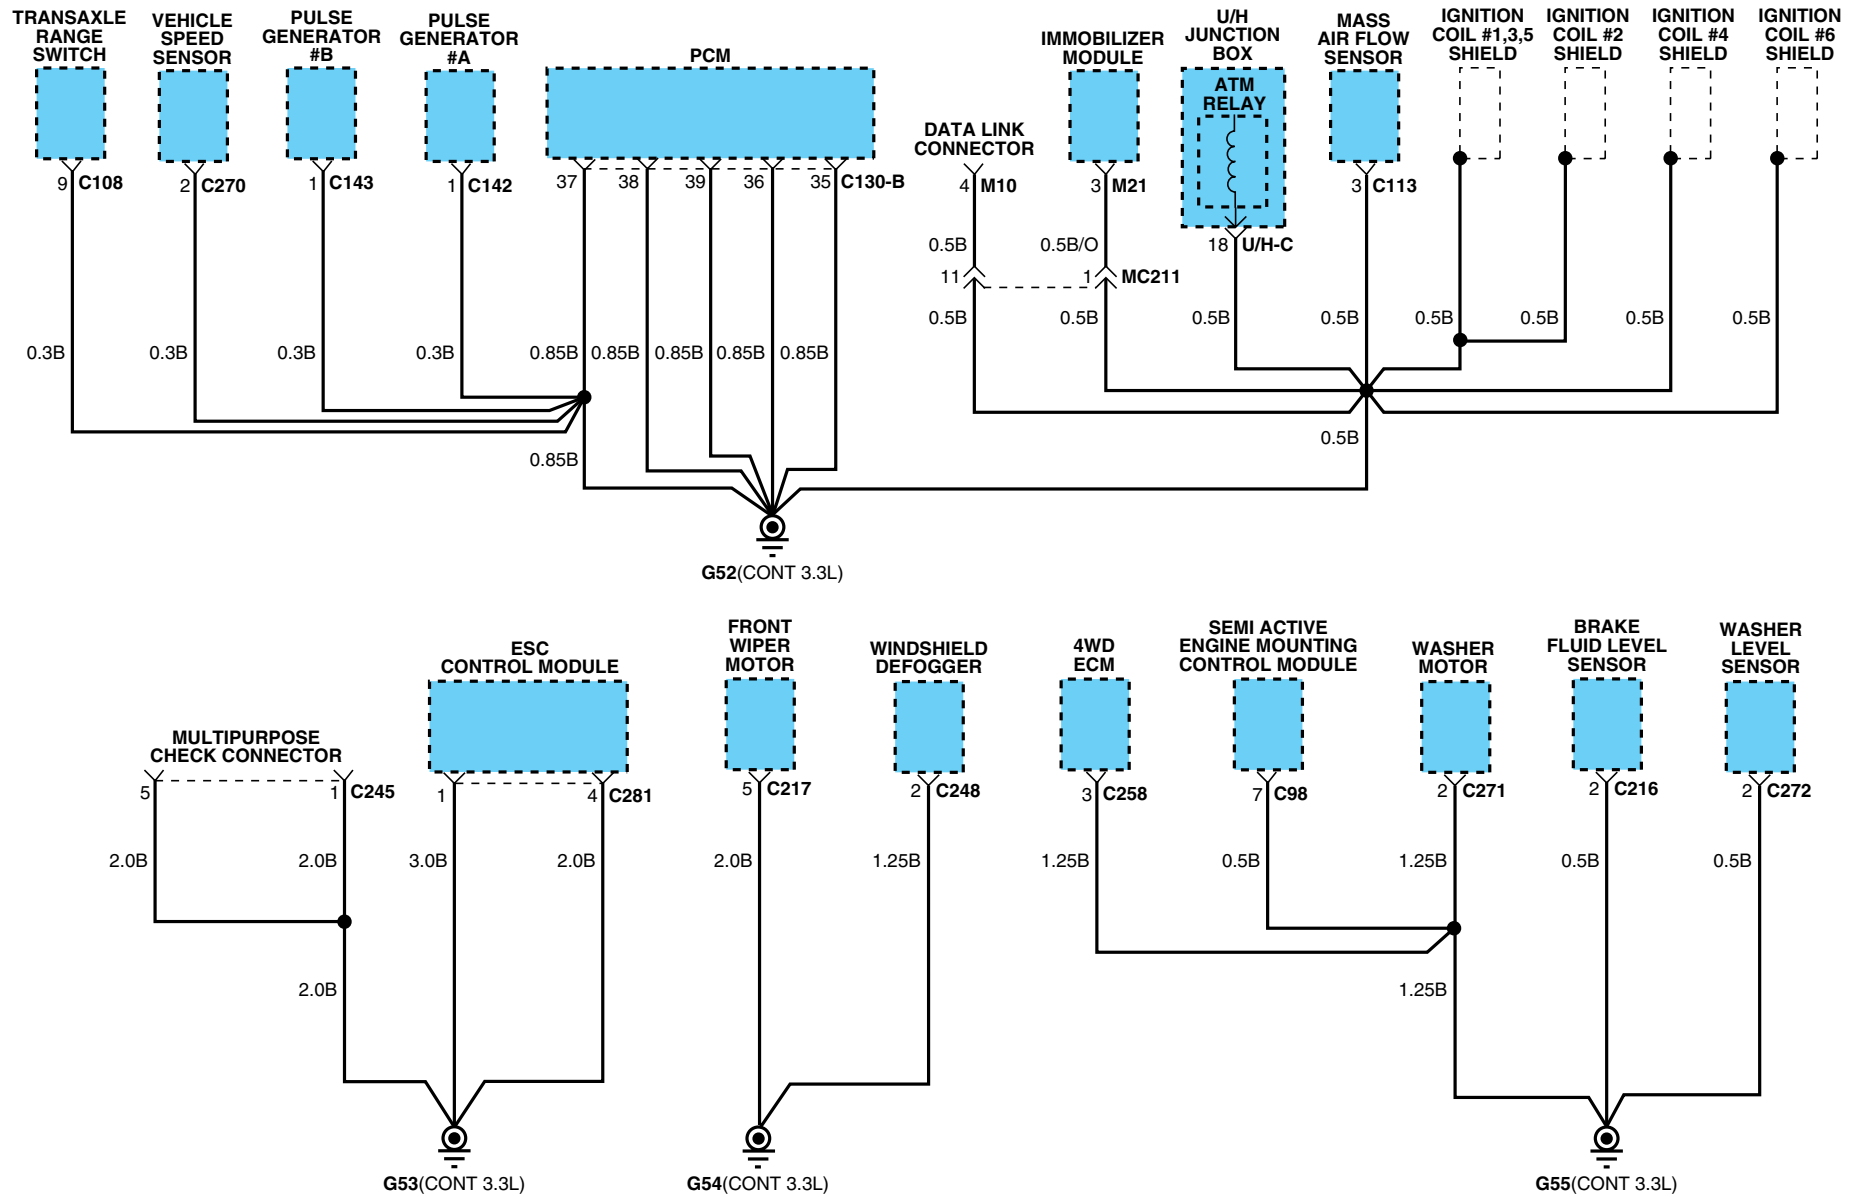 TRANSAXLE
RANGE
SWITCH
VEHICLE
SPEED
SENSOR
PULSE
GENERATOR
#B
PULSE
GENERATOR
#A
PCM
DATA LINK
CONNECTOR
IMMOBILIZER
MODULE
U/H
JUNCTION
BOX
ATM
RELAY
MASS
AIR FLOW
SENSOR
IGNITION
COIL #1,3,5
SHIELD
IGNITION
COIL #2
SHIELD
IGNITION
COIL #4
SHIELD
IGNITION
COIL #6
SHIELD
9 C108
2 C270
1 C143
1 C142
37
38
39
36
35 C130-B
4 M10
3 M21
18 U/H-C
3 C113
0.5B
0.5B/O
11
1 MC211
0.5B
0.5B
0.5B
0.5B
0.5B
0.5B
0.5B
0.5B
0.3B
0.3B
0.3B
0.3B
0.85B
0.85B
0.85B
0.85B
0.85B
0.85B
0.5B
G52(CONT 3.3L)
MULTIPURPOSE
CHECK CONNECTOR
ESC
CONTROL MODULE
FRONT
WIPER
MOTOR
WINDSHIELD
DEFOGGER
4WD
ECM
SEMI ACTIVE
ENGINE MOUNTING
CONTROL MODULE
WASHER
MOTOR
BRAKE
FLUID LEVEL
SENSOR
WASHER
LEVEL
SENSOR
5
1 C245
1
4 C281
5 C217
2 C248
3 C258
7 C98
2 C271
2 C216
2 C272
2.0B
2.0B
3.0B
2.0B
2.0B
1.25B
1.25B
0.5B
1.25B
0.5B
0.5B
2.0B
1.25B
G53(CONT 3.3L)
G54(CONT 3.3L)
G55(CONT 3.3L)